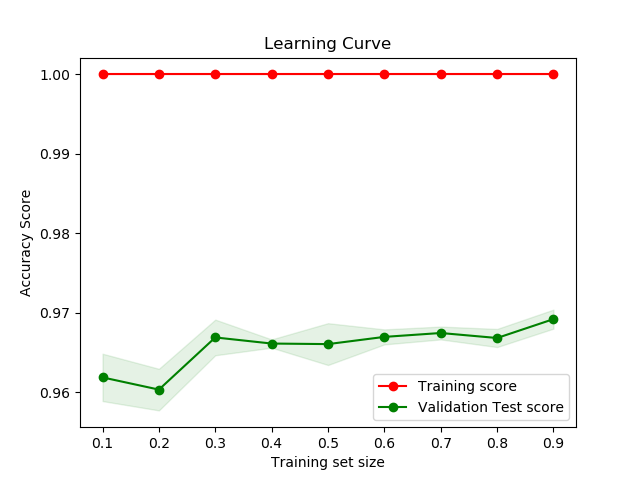 Learning Curve
1.00
0.99
0.98
0.97
0.96
Accuracy Score
Training score
Validation Test score
0.1 0.2 0.3 0.4 0.5 0.6 0.7 0.8 0.9
Training set size